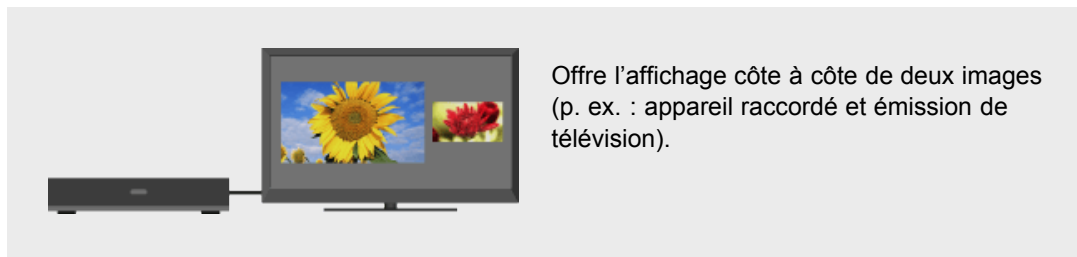 Offre l’affichage côte à côte de deux images
(p. ex. : appareil raccordé et émission de
télévision).